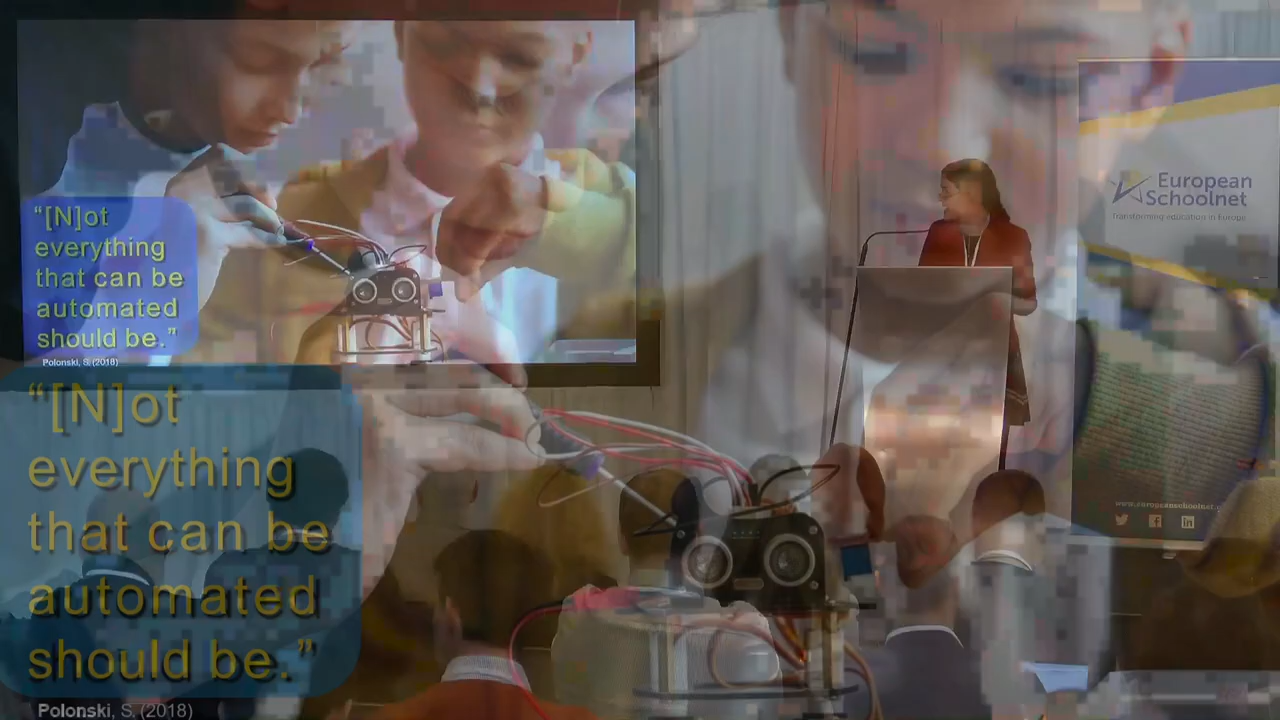 “[N]ot
everything
that can be
automated
should be.”
Polonski, S. (2018)
European
Schoolnet
Transforming education in Europe
“[N]ot
everything
that can be
automated
should be.”
Polonski, S. (2018)